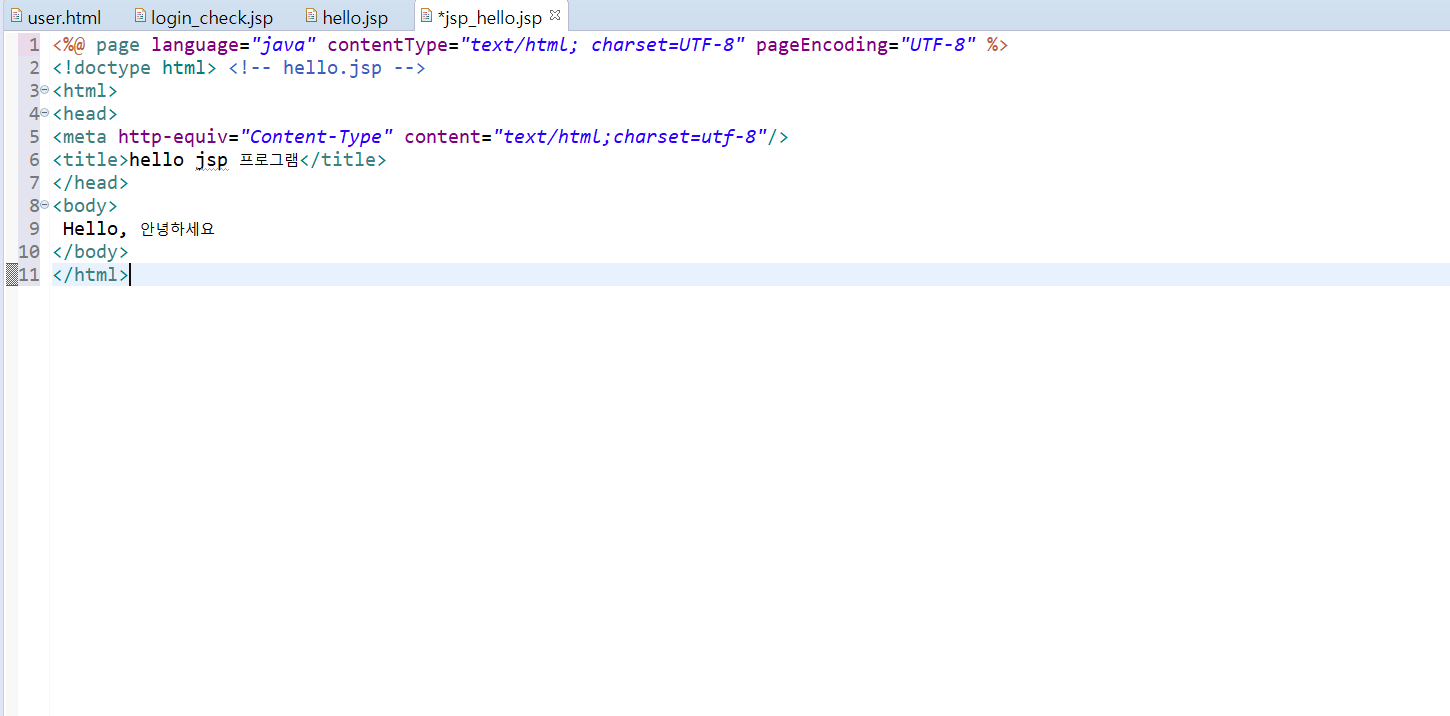 user.html login_check.jsp hello.jsp *jsp_hello.jsp
1 <%@ page language="java" contentType="text/html; charset=UTF-8" pageEncoding="UTF-8" %>
2 <!doctype html> <!-- hello.jsp -->
3 <html>
4 <head>
5 <meta http-equiv="Content-Type" content="text/html;charset=utf-8"/>
6 <title>hello jsp 프로그램</title>
7 </head>
8 <body>
9 Hello, 안녕하세요
10 </body>
11 </html>